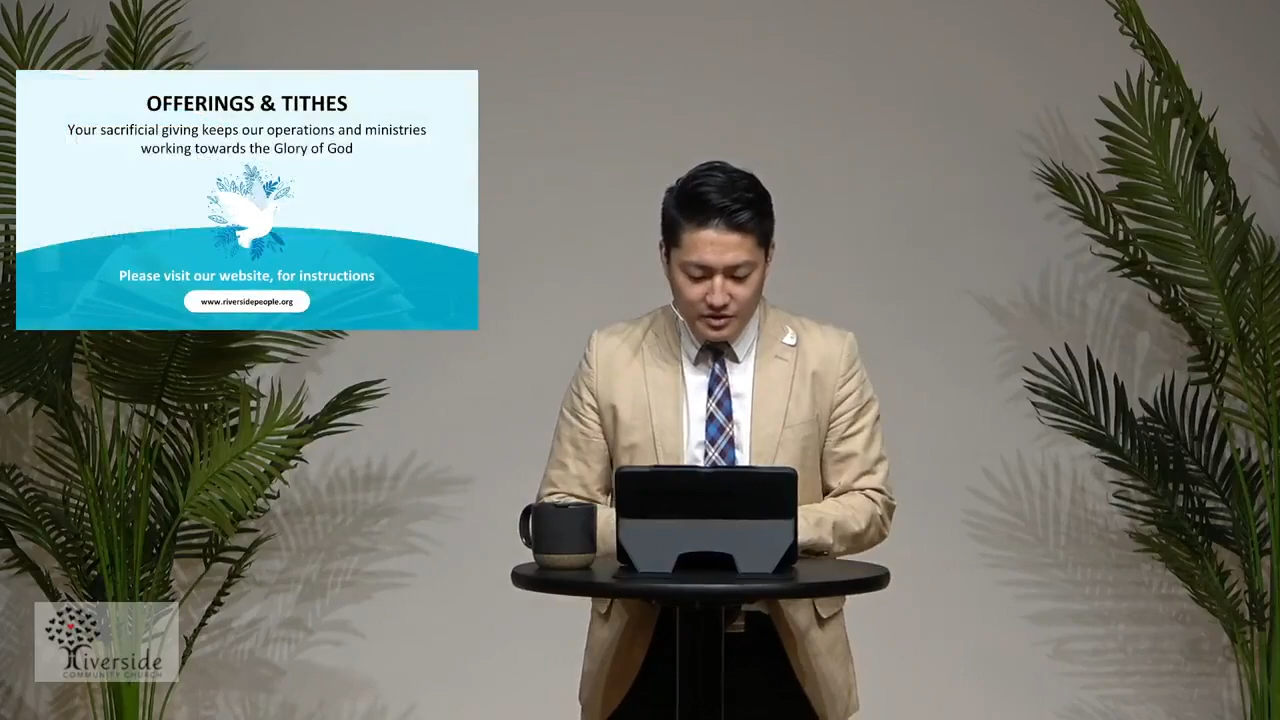 OFFERINGS & TITHES
Your sacrificial giving keeps our operations and ministries
working towards the Glory of God
Please visit our website, for instructions
www.riversidepeople.org
Riverside
COMMUNITY CHURCH